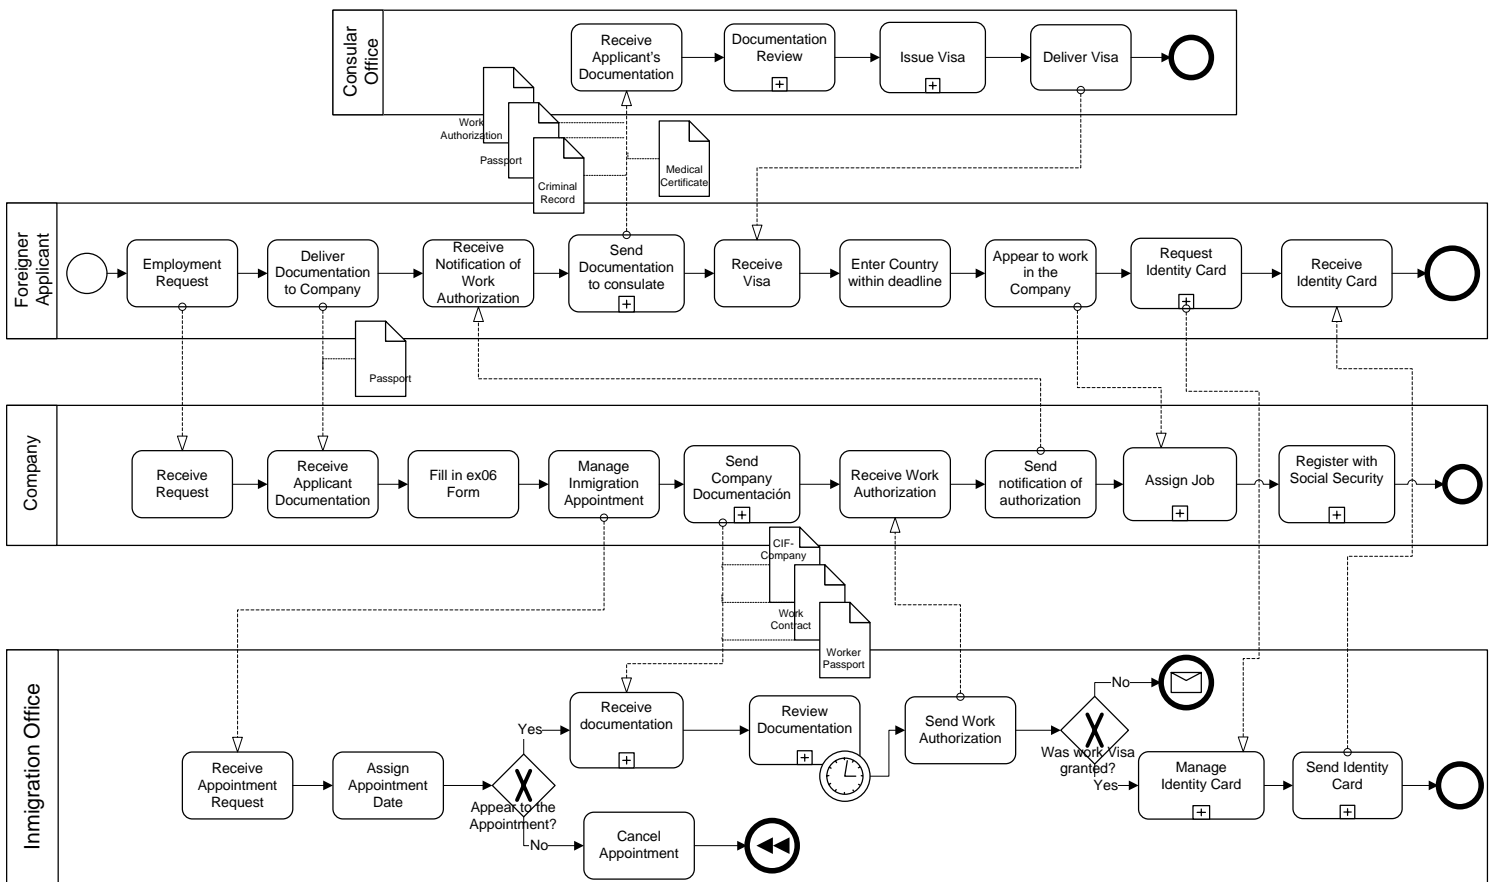 Consular
Office
Receive
Applicant's
Documentation
Documentation
Review
Issue Visa
Deliver Visa
Work
Authorization
Passport
Criminal
Record
Medical
Certificate
Foreigner
Applicant
Employment
Request
Deliver
Documentation
to Company
Receive
Notification of
Work
Authorization
Send
Documentation
to consulate
Receive
Visa
Enter Country
within deadline
Appear to work
in the
Company
Request
Identity Card
Receive
Identity Card
Passport
Company
Receive
Request
Receive
Applicant
Documentation
Fill in ex06
Form
Manage
Inmigration
Appointment
Send
Company
Documentación
Receive Work
Authorization
Send
notification of
authorization
Assign Job
Register with
Social Security
CIF-
Company
Work
Contract
Worker
Passport
Inmigration Office
Receive
Appointment
Request
Assign
Appointment
Date
Appear to the
Appointment?
Yes
No
Receive
documentation
Cancel
Appointment
Review
Documentation
Send Work
Authorization
Was work Visa
granted?
No
Yes
Manage
Identity Card
Send Identity
Card